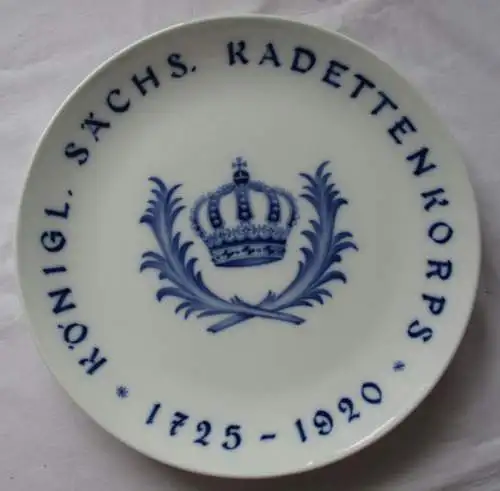 KÖNIGL. SÄCHS. KADETTENKORPS
* 1725 - 1920 *